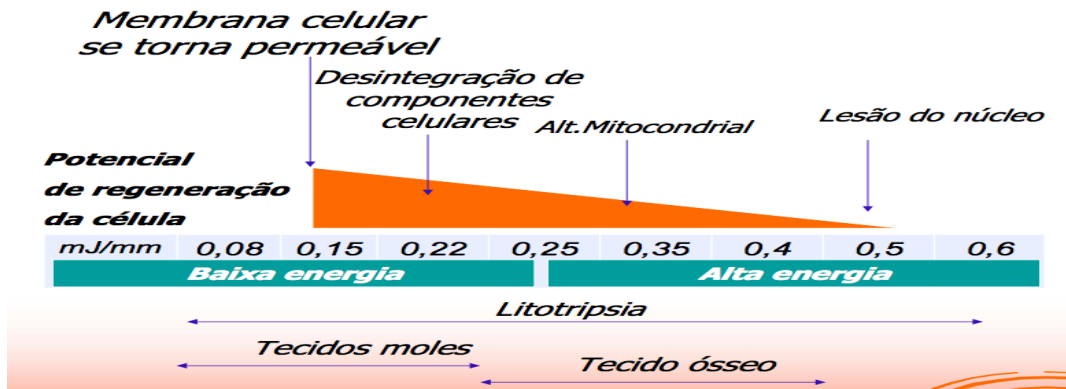 Membrana celular
se torna permeável
Desintegração de
componentes
celulares
Alt.Mitocondrial
Lesão do núcleo
Potencial
de regeneração
da célula
mJ/mm 0,08 0,15 0,22 0,25 0,35 0,4 0,5 0,6
Baixa energia Alta energia
Litotripsia
Tecidos moles
Tecido ósseo